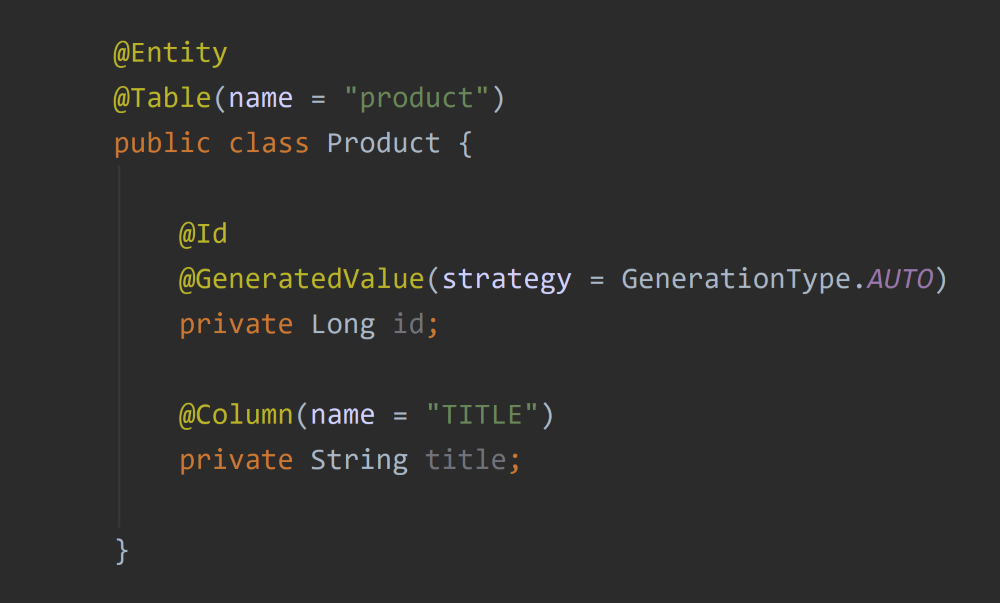 @Entity
@Table(name = "product")
public class Product {
@Id
@GeneratedValue(strategy = GenerationType.AUTO)
private Long id;
@Column(name = "TITLE")
private String title;
}